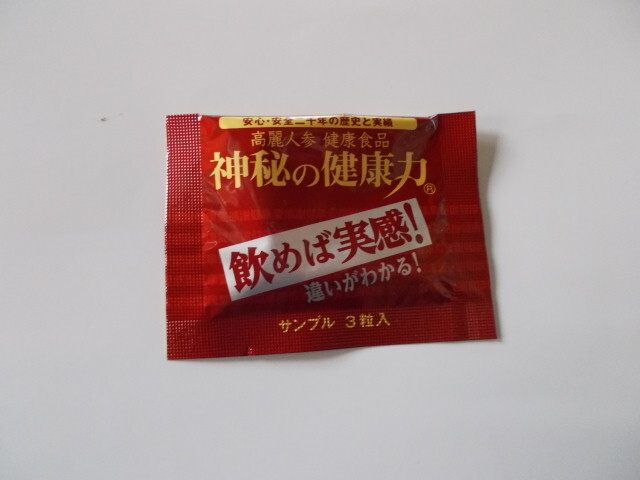 安心・安全二十年の歴史と実績
高麗人参 健康食品
神秘の健康力®
飲めば実感!
違いがわかる!
サンプル 3粒入